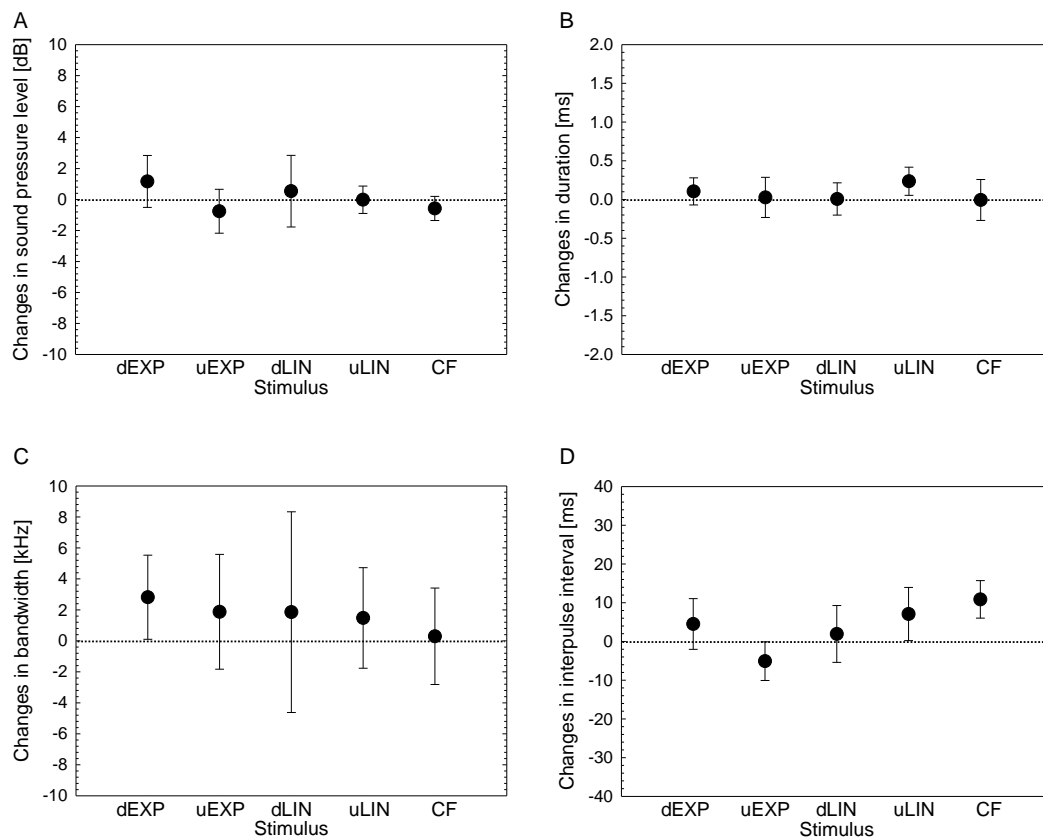 A
Changes in sound pressure level [dB]
10
8
6
4
2
0
-2
-4
-6
-8
-10
dEXP uEXP dLIN uLIN CF
Stimulus
B
Changes in duration [ms]
2.0
1.5
1.0
0.5
0.0
-0.5
-1.0
-1.5
-2.0
dEXP uEXP dLIN uLIN CF
Stimulus
C
Changes in bandwidth [kHz]
10
8
6
4
2
0
-2
-4
-6
-8
-10
dEXP uEXP dLIN uLIN CF
Stimulus
D
Changes in interpulse interval [ms]
40
30
20
10
0
-10
-20
-30
-40
dEXP uEXP dLIN uLIN CF
Stimulus